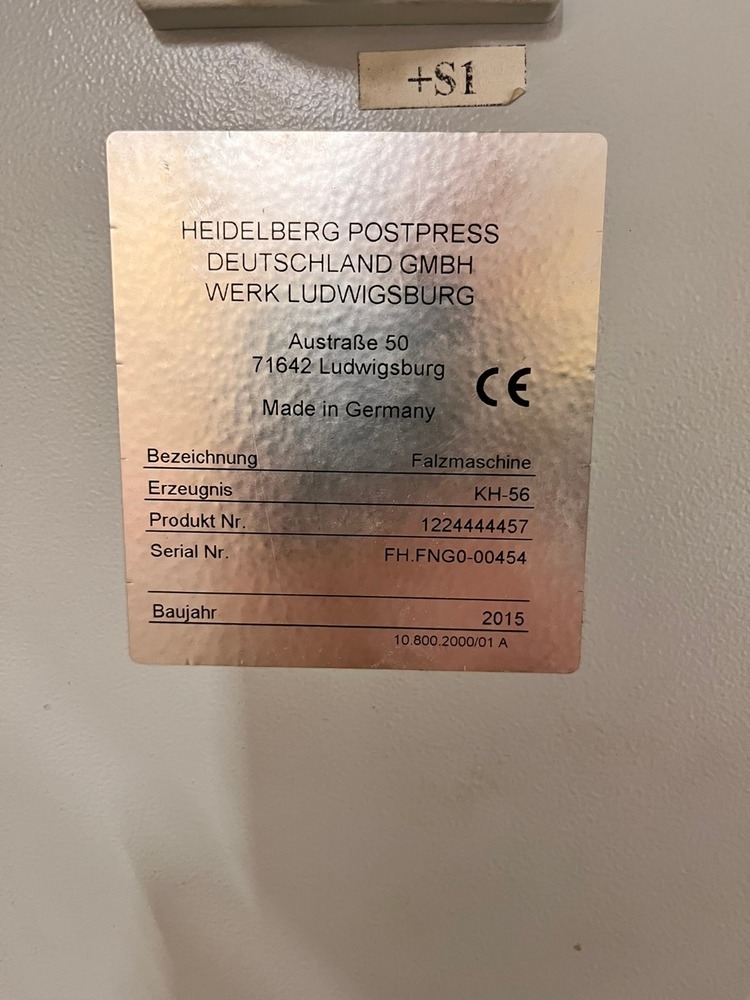 +S1
HEIDELBERG POSTPRESS
DEUTSCHLAND GMBH
WERK LUDWIGSBURG
Austraße 50
71642 Ludwigsburg
CE
Made in Germany
Bezeichnung Falzmaschine
Erzeugnis KH-56
Produkt Nr. 1224444457
Serial Nr. FH.FNG0-00454
Baujahr 2015
10.800.2000/01 A